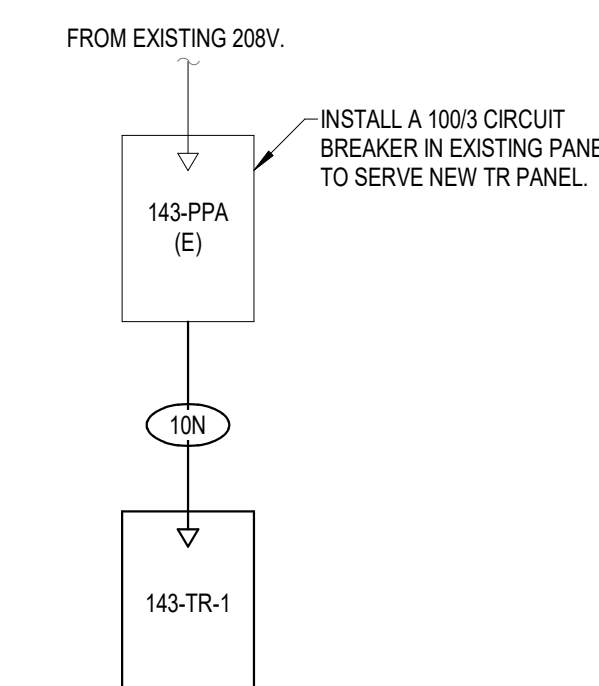 FROM EXISTING 208V.
INSTALL A 100/3 CIRCUIT
BREAKER IN EXISTING PANE
TO SERVE NEW TR PANEL.
143-PPA
(E)
10N
143-TR-1